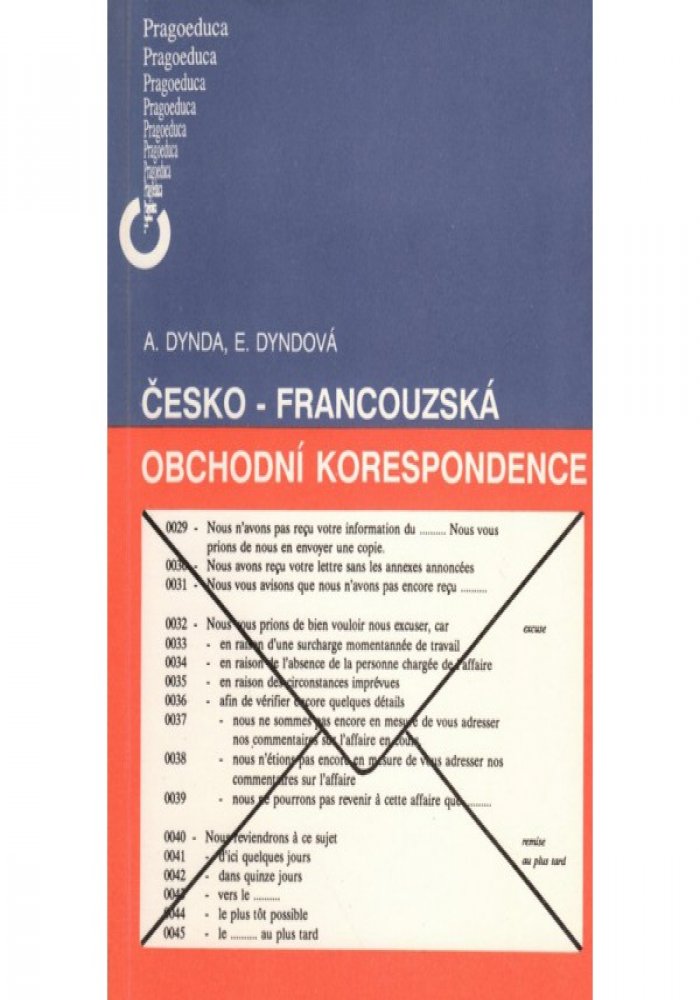 Pragoeduca
Pragoeduca
Pragoeduca
Pragoeduca
Pragoeduca
Pragoeduca
Pragoeduca
Pragoeduca
A. DYNDA, E. DYNDOVÁ
ČESKO - FRANCOUZSKÁ
OBCHODNÍ KORESPONDENCE
0029 - Nous n'avons pas reçu votre information du .......... Nous vous
prions de nous en envoyer une copie.
0030 - Nous avons reçu votre lettre sans les annexes annoncées
0031 - Nous vous avisons que nous n'avons pas encore reçu ..........
0032 - Nous vous prions de bien vouloir nous excuser, car excuse
0033 - en raison d'une surcharge momentannée de travail
0034 - en raison de l'absence de la personne chargée de l'affaire
0035 - en raison des circonstances imprévues
0036 - afin de vérifier encore quelques détails
0037 - nous ne sommes pas encore en mesure de vous adresser
nos commentaires sur l'affaire en cours
0038 - nous n'étions pas encore en mesure de vous adresser nos
commentaires sur l'affaire
0039 - nous ne pourrons pas revenir à cette affaire que ..........
0040 - Nous reviendrons à ce sujet remise
0041 - d'ici quelques jours au plus tard
0042 - dans quinze jours
0043 - vers le ..........
0044 - le plus tôt possible
0045 - le .......... au plus tard